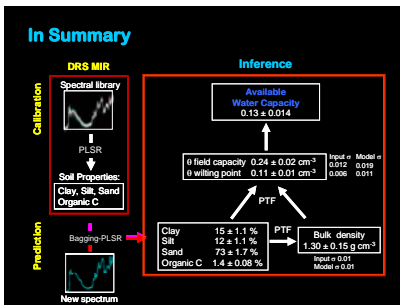 In Summary
DRS MIR
Inference
Calibration
Spectral library
PLSR
Soil Properties:
Clay, Silt, Sand
Organic C
Prediction
Bagging-PLSR
New spectrum
Available
Water Capacity
0.13 ± 0.014
θ field capacity 0.24 ± 0.02 cm-3
θ wilting point 0.11 ± 0.01 cm-3
Input σ Model σ
0.012 0.019
0.006 0.011
PTF
Clay 15 ± 1.1 %
Silt 12 ± 1.1 %
Sand 73 ± 1.7 %
Organic C 1.4 ± 0.08 %
PTF
Bulk density
1.30 ± 0.15 g cm-3
Input σ 0.01
Model σ 0.01